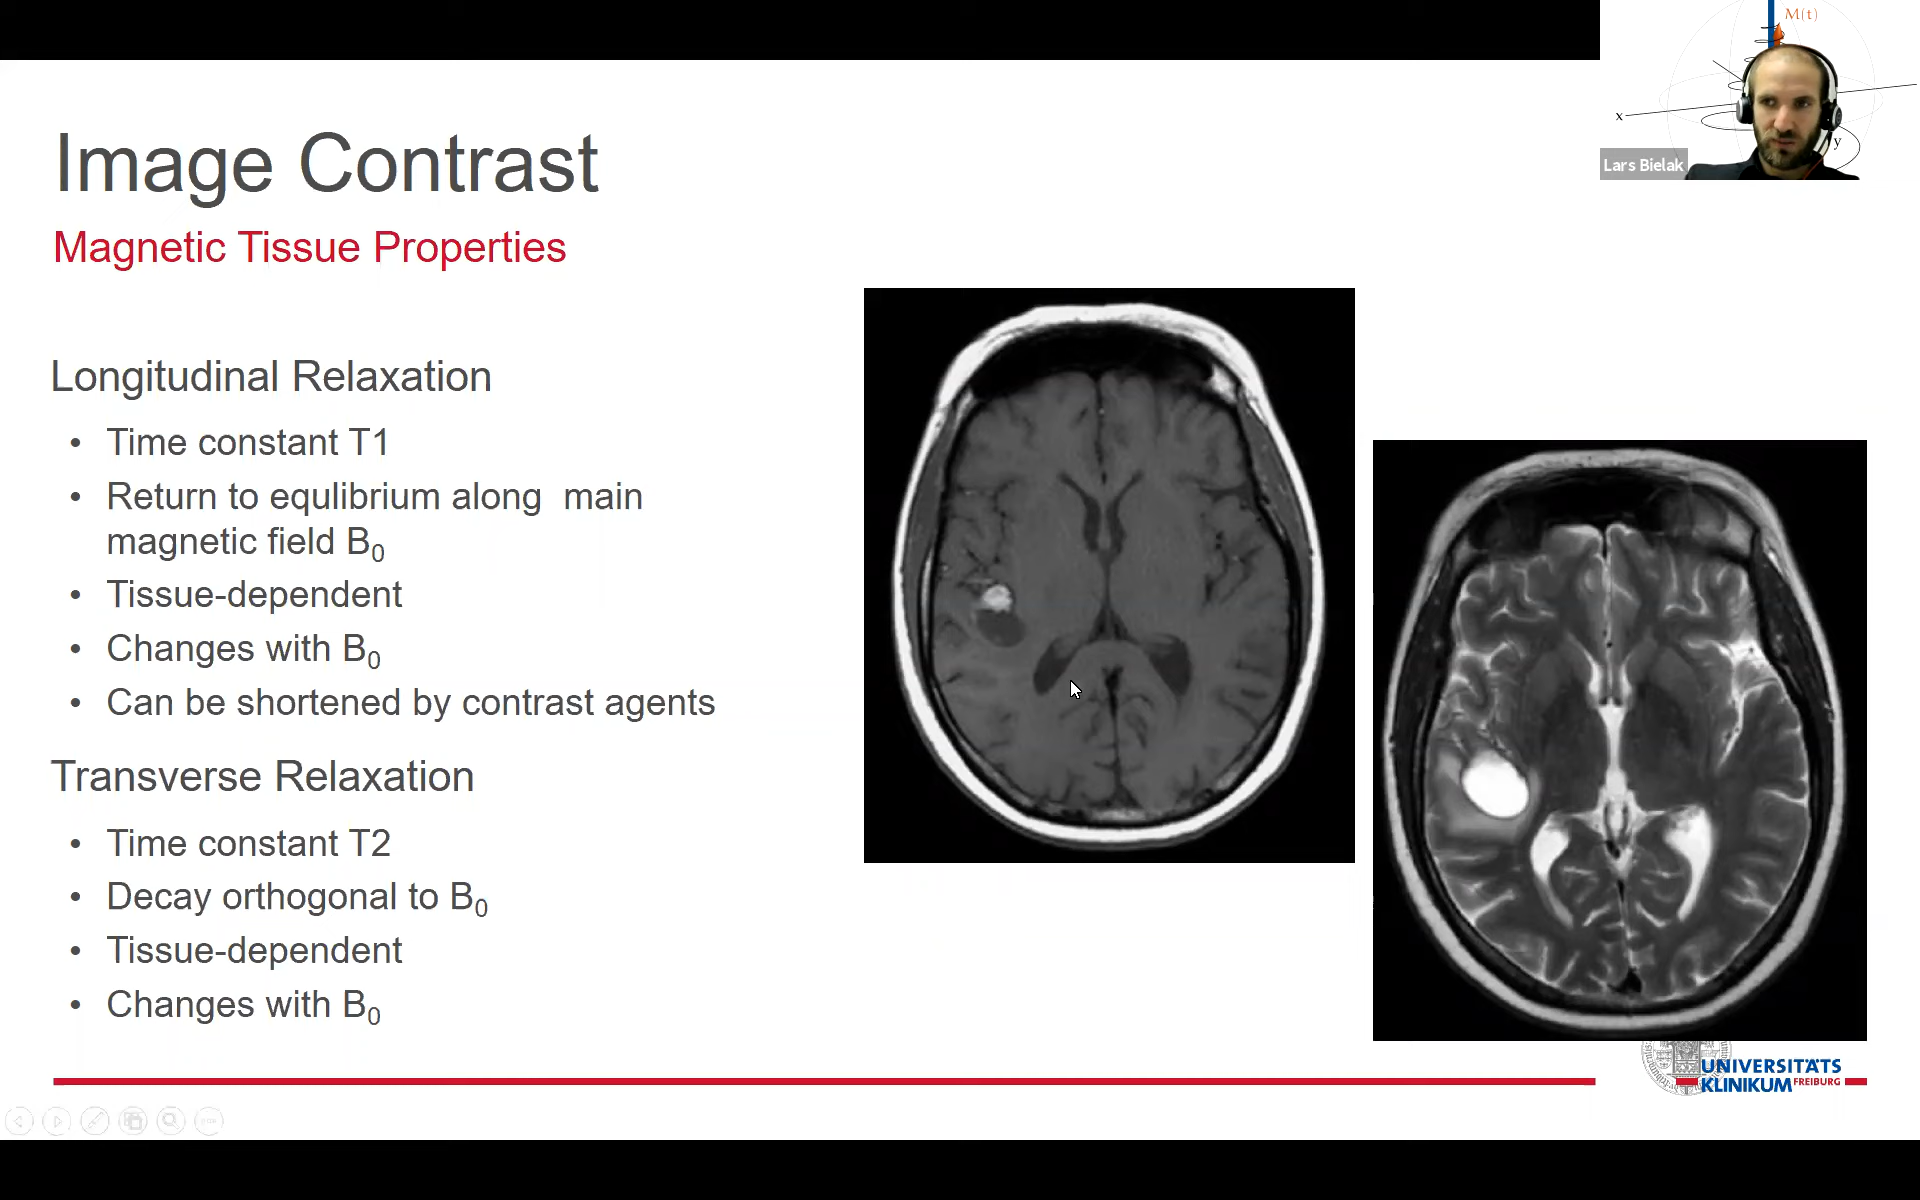 M(t)
x
y
Lars Bielak
Image Contrast
Magnetic Tissue Properties
Longitudinal Relaxation
• Time constant T1
• Return to equlibrium along  main
magnetic field B0
• Tissue-dependent
• Changes with B0
• Can be shortened by contrast agents
Transverse Relaxation
• Time constant T2
• Decay orthogonal to B0
• Tissue-dependent
• Changes with B0
UNIVERSITÄTS
KLINIKUM FREIBURG